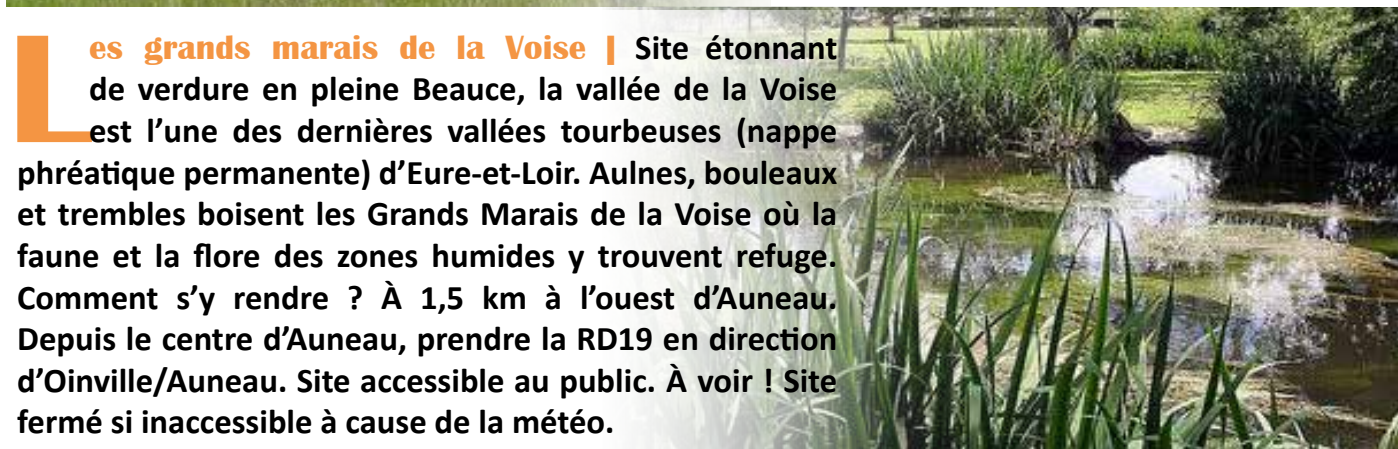 Les grands marais de la Voise | Site étonnant
de verdure en pleine Beauce, la vallée de la Voise
est l’une des dernières vallées tourbeuses (nappe
phréatique permanente) d’Eure-et-Loir. Aulnes, bouleaux
et trembles boisent les Grands Marais de la Voise où la
faune et la flore des zones humides y trouvent refuge.
Comment s’y rendre ? À 1,5 km à l’ouest d’Auneau.
Depuis le centre d’Auneau, prendre la RD19 en direction
d’Oinville/Auneau. Site accessible au public. À voir ! Site
fermé si inaccessible à cause de la météo.